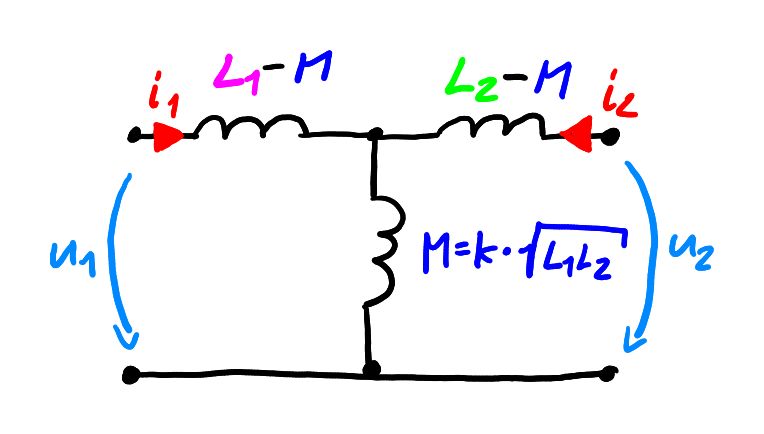 L₁-M
L₂-M
i₁
i₂
u₁
M=k·√L₁L₂
u₂